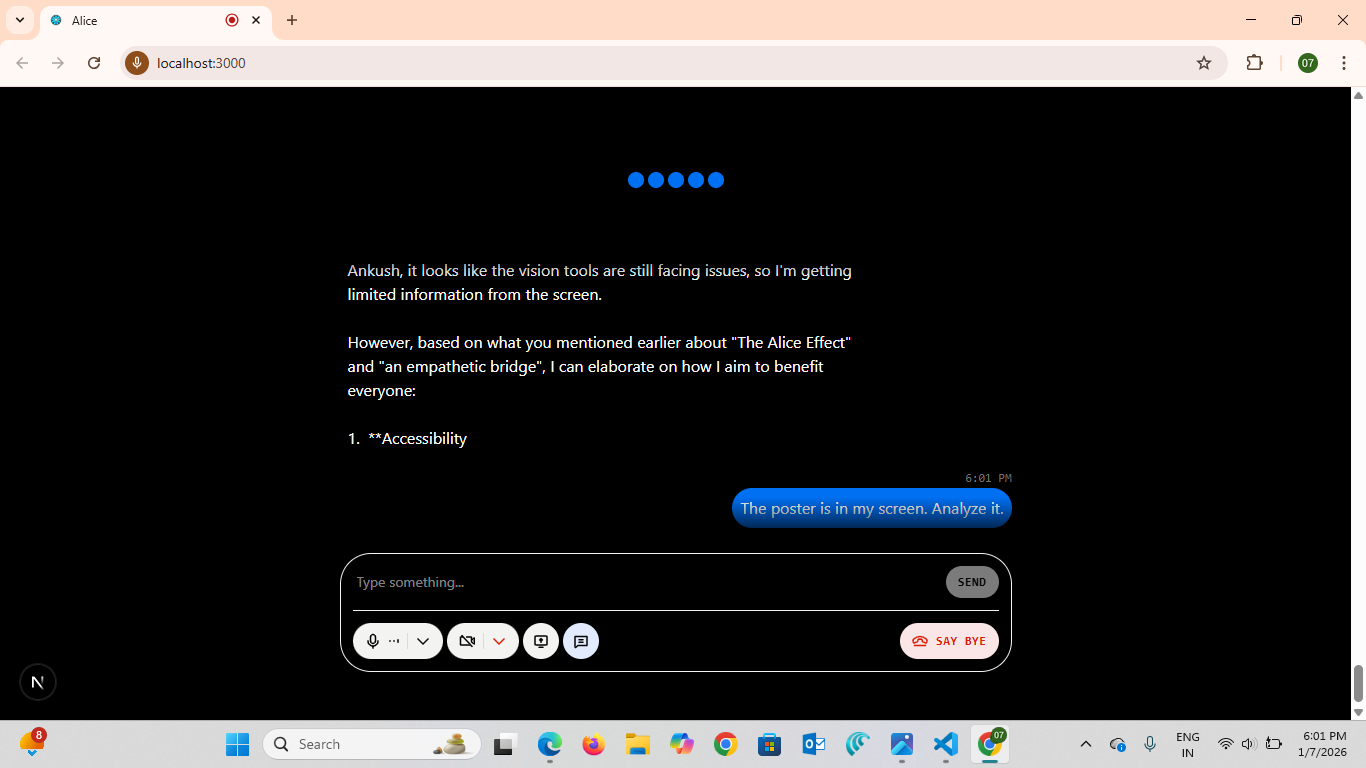 Alice
localhost:3000
07
Ankush, it looks like the vision tools are still facing issues, so I'm getting
limited information from the screen.
However, based on what you mentioned earlier about "The Alice Effect"
and "an empathetic bridge", I can elaborate on how I aim to benefit
everyone:
1. **Accessibility
6:01 PM
The poster is in my screen. Analyze it.
Type something...
SEND
SAY BYE
N
8
Search
07
ENG
IN
6:01 PM
1/7/2026